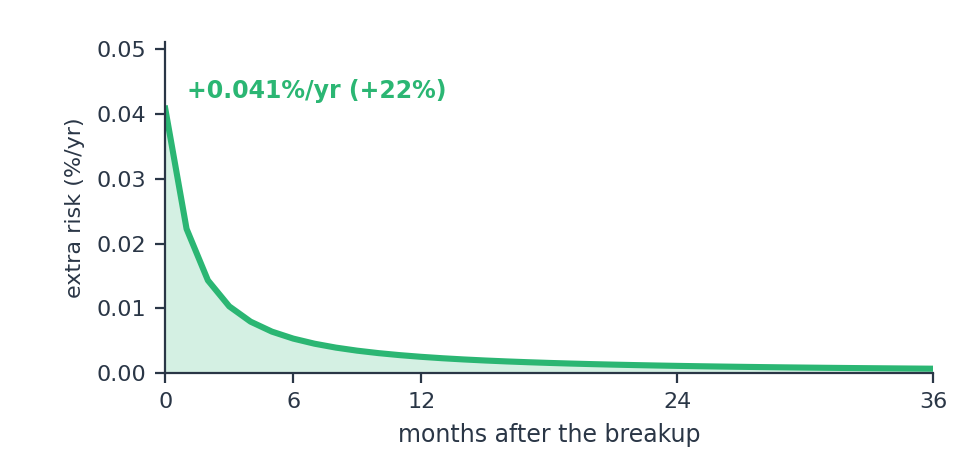 +0.041%/yr (+22%)
extra risk (%/yr)
0.05
0.04
0.03
0.02
0.01
0.00
0 6 12 24 36
months after the breakup